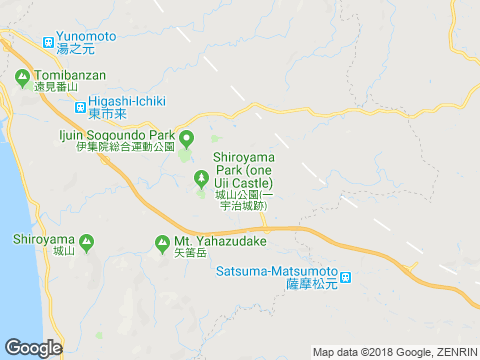 Yunomoto
湯之元
Tomibanzan
遠見番山
Higashi-Ichiki
東市来
Ijuin Sogoundo Park
伊集院総合運動公園
Shiroyama
Park (one
Uji Castle)
城山公園(一
宇治城跡)
Shiroyama
城山
Mt. Yahazudake
矢筈岳
Satsuma-Matsumoto
薩摩松元
Google
Map data ©2018 Google, ZENRIN